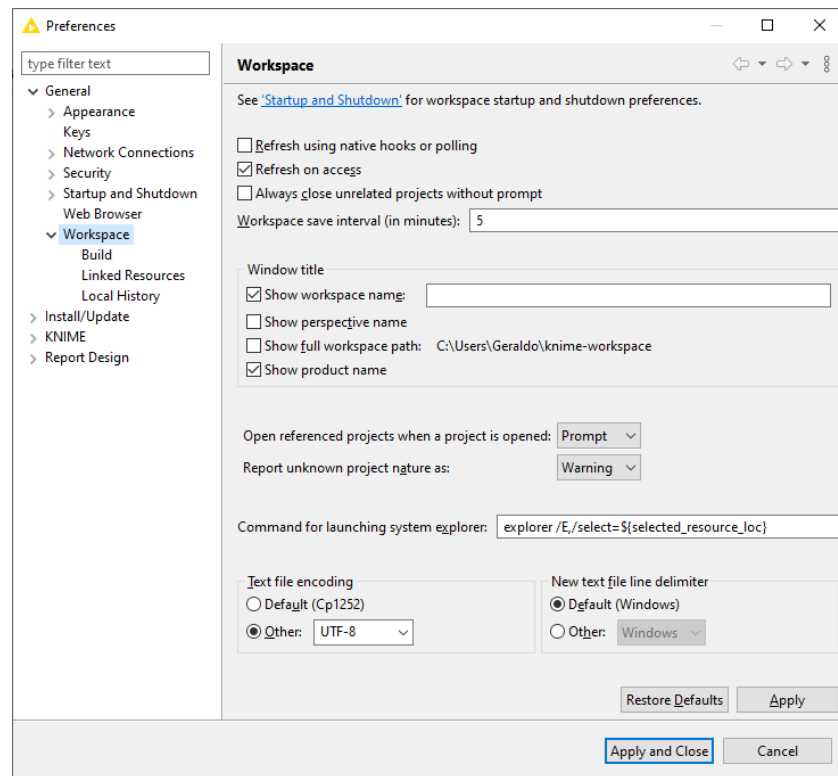 Preferences
type filter text
General
Appearance
Keys
Network Connections
Security
Startup and Shutdown
Web Browser
Workspace
Build
Linked Resources
Local History
Install/Update
KNIME
Report Design
Workspace
See 'Startup and Shutdown' for workspace startup and shutdown preferences.
Refresh using native hooks or polling
Refresh on access
Always close unrelated projects without prompt
Workspace save interval (in minutes): 5
Window title
Show workspace name:
Show perspective name
Show full workspace path: C:\Users\Geraldo\knime-workspace
Show product name
Open referenced projects when a project is opened: Prompt
Report unknown project nature as: Warning
Command for launching system explorer: explorer /E,/select=${selected_resource_loc}
Text file encoding
Default (Cp1252)
Other: UTF-8
New text file line delimiter
Default (Windows)
Other: Windows
Restore Defaults Apply
Apply and Close Cancel